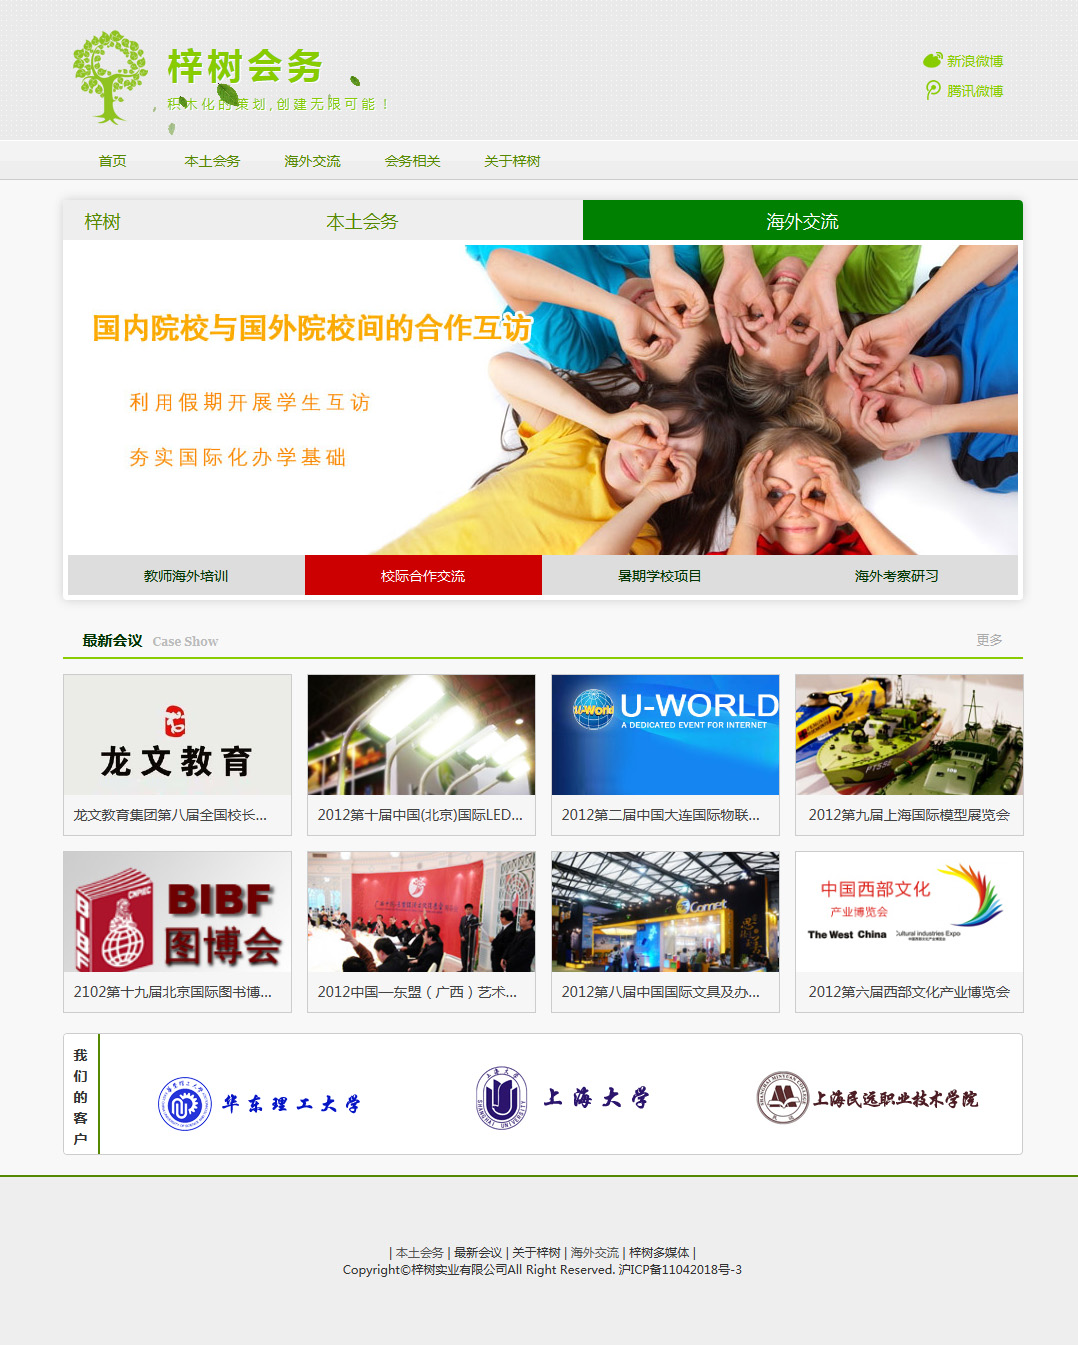 梓树会务
积木化的策划,创建无限可能！
新浪微博
腾讯微博
首页 本土会务 海外交流 会务相关 关于梓树
梓树 本土会务 海外交流
国内院校与国外院校间的合作互访
利用假期开展学生互访
夯实国际化办学基础
教师海外培训 校际合作交流 暑期学校项目 海外考察研习
最新会议 Case Show 更多
龙文教育
U-World
U-WORLD
A DEDICATED EVENT FOR INTERNET
PT596
龙文教育集团第八届全国校长...
2012第十届中国(北京)国际LED...
2012第二届中国大连国际物联...
2012第九届上海国际模型展览会
CNPIEC
BIBF
BIBF
图博会
Comet
中国西部文化
产业博览会
The West China
Cultural industries Expo
2102第十九届北京国际图书博...
2012中国—东盟（广西）艺术...
2012第八届中国国际文具及办...
2012第六届西部文化产业博览会
我们的客户
华东理工大学
上海大学
SHANGHAI UNIVERSITY
上海民远职业技术学院
| 本土会务 | 最新会议 | 关于梓树 | 海外交流 | 梓树多媒体 |
Copyright©梓树实业有限公司All Right Reserved. 沪ICP备11042018号-3